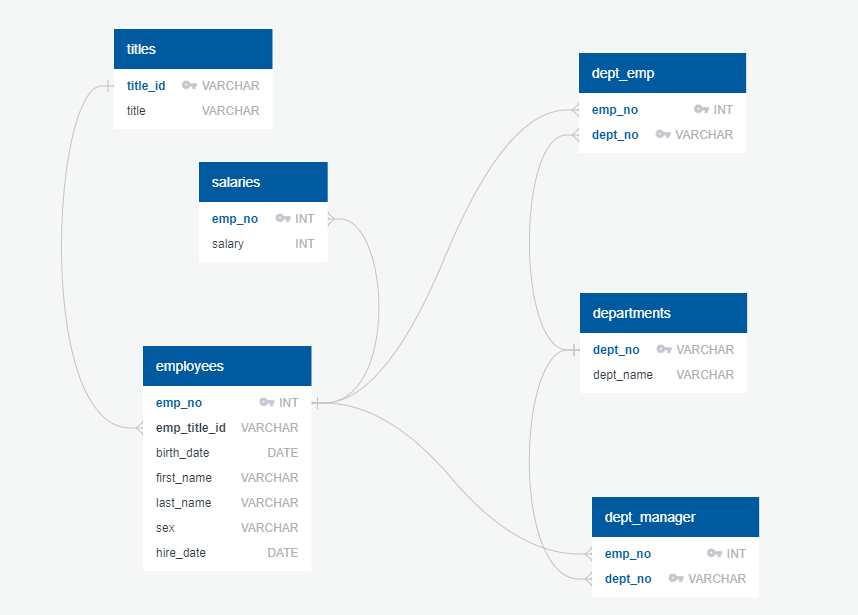 titles
title_id VARCHAR
title VARCHAR
salaries
emp_no INT
salary INT
employees
emp_no INT
emp_title_id VARCHAR
birth_date DATE
first_name VARCHAR
last_name VARCHAR
sex VARCHAR
hire_date DATE
dept_emp
emp_no INT
dept_no VARCHAR
departments
dept_no VARCHAR
dept_name VARCHAR
dept_manager
emp_no INT
dept_no VARCHAR